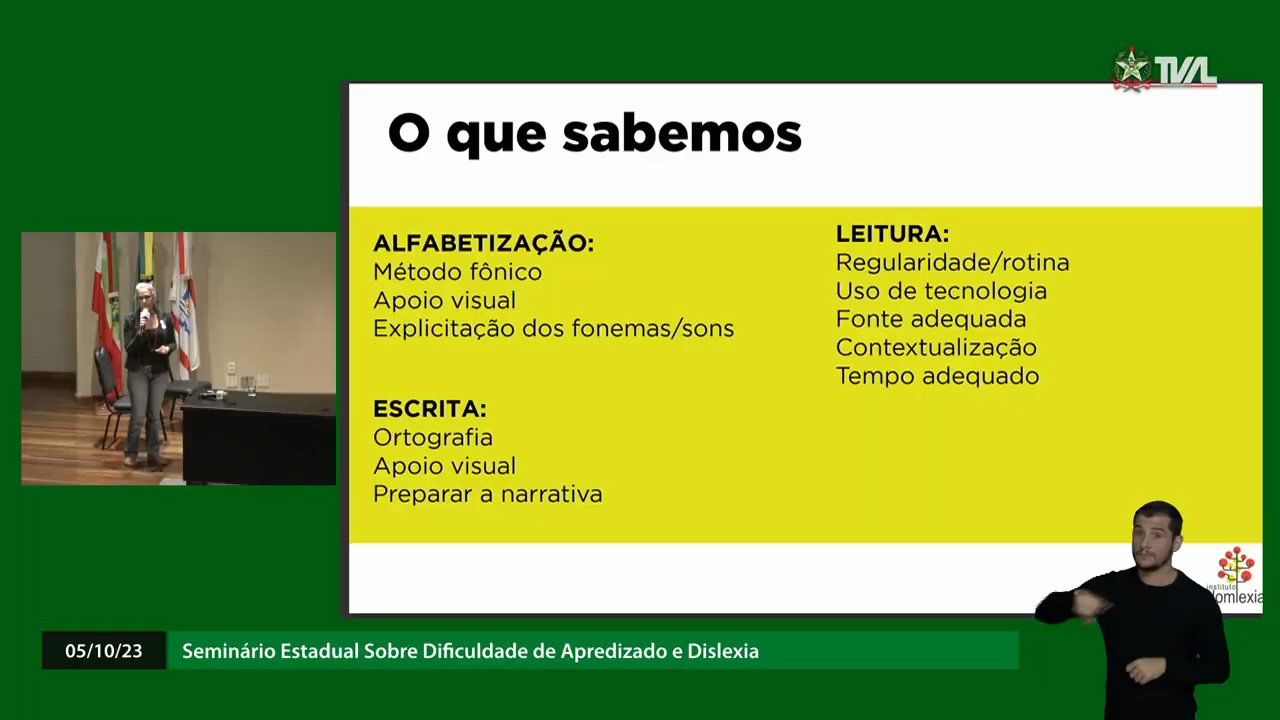 TVAL
O que sabemos
ALFABETIZAÇÃO:
Método fônico
Apoio visual
Explicitação dos fonemas/sons
ESCRITA:
Ortografia
Apoio visual
Preparar a narrativa
LEITURA:
Regularidade/rotina
Uso de tecnologia
Fonte adequada
Contextualização
Tempo adequado
instituto
domlexia
05/10/23 Seminário Estadual Sobre Dificuldade de Apredizado e Dislexia